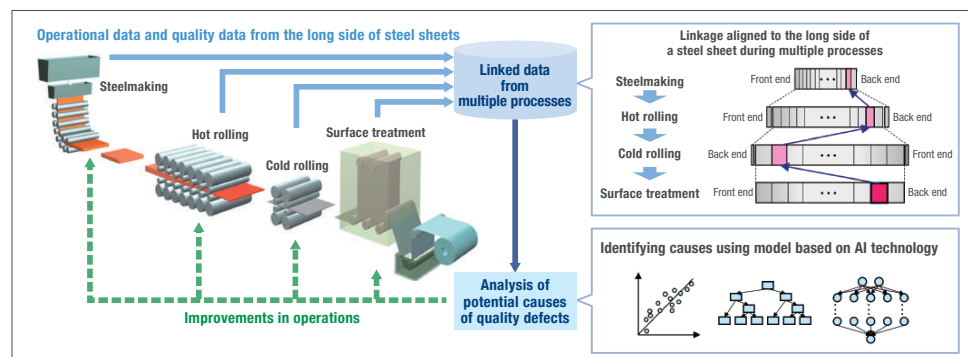 Operational data and quality data from the long side of steel sheets
Steelmaking
Hot rolling
Cold rolling
Surface treatment
Linked data
from
multiple processes
Analysis of
potential causes
of quality defects
Improvements in operations
Linkage aligned to the long side of
a steel sheet during multiple processes
Steelmaking
Front end
Back end
Hot rolling
Front end
Back end
Cold rolling
Back end
Front end
Surface treatment
Front end
Back end
Identifying causes using model based on AI technology